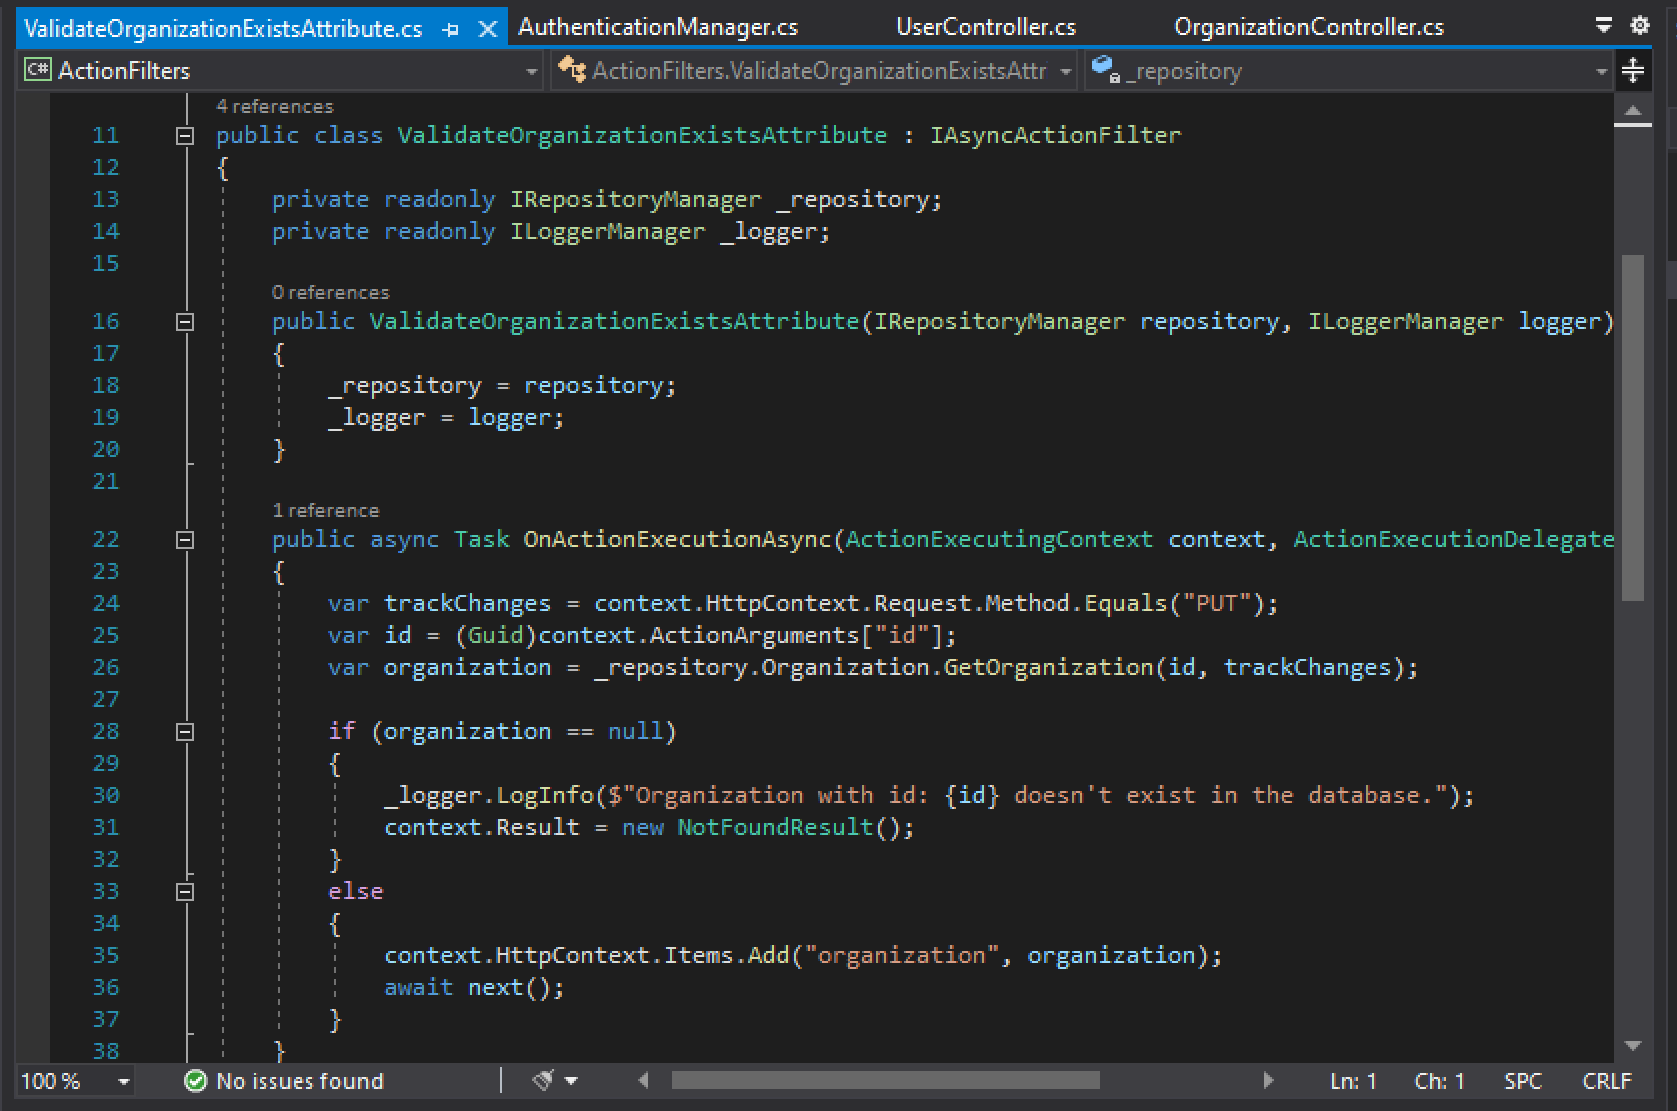 ValidateOrganizationExistsAttribute.cs AuthenticationManager.cs UserController.cs OrganizationController.cs
C# ActionFilters ActionFilters.ValidateOrganizationExistsAttr _repository
4 references
11 public class ValidateOrganizationExistsAttribute : IAsyncActionFilter
12 {
13 private readonly IRepositoryManager _repository;
14 private readonly ILoggerManager _logger;
15
0 references
16 public ValidateOrganizationExistsAttribute(IRepositoryManager repository, ILoggerManager logger)
17 {
18 _repository = repository;
19 _logger = logger;
20 }
21
1 reference
22 public async Task OnActionExecutionAsync(ActionExecutingContext context, ActionExecutionDelegate
23 {
24 var trackChanges = context.HttpContext.Request.Method.Equals("PUT");
25 var id = (Guid)context.ActionArguments["id"];
26 var organization = _repository.Organization.GetOrganization(id, trackChanges);
27
28 if (organization == null)
29 {
30 _logger.LogInfo($"Organization with id: {id} doesn't exist in the database.");
31 context.Result = new NotFoundResult();
32 }
33 else
34 {
35 context.HttpContext.Items.Add("organization", organization);
36 await next();
37 }
38 }
100 % No issues found Ln: 1 Ch: 1 SPC CRLF